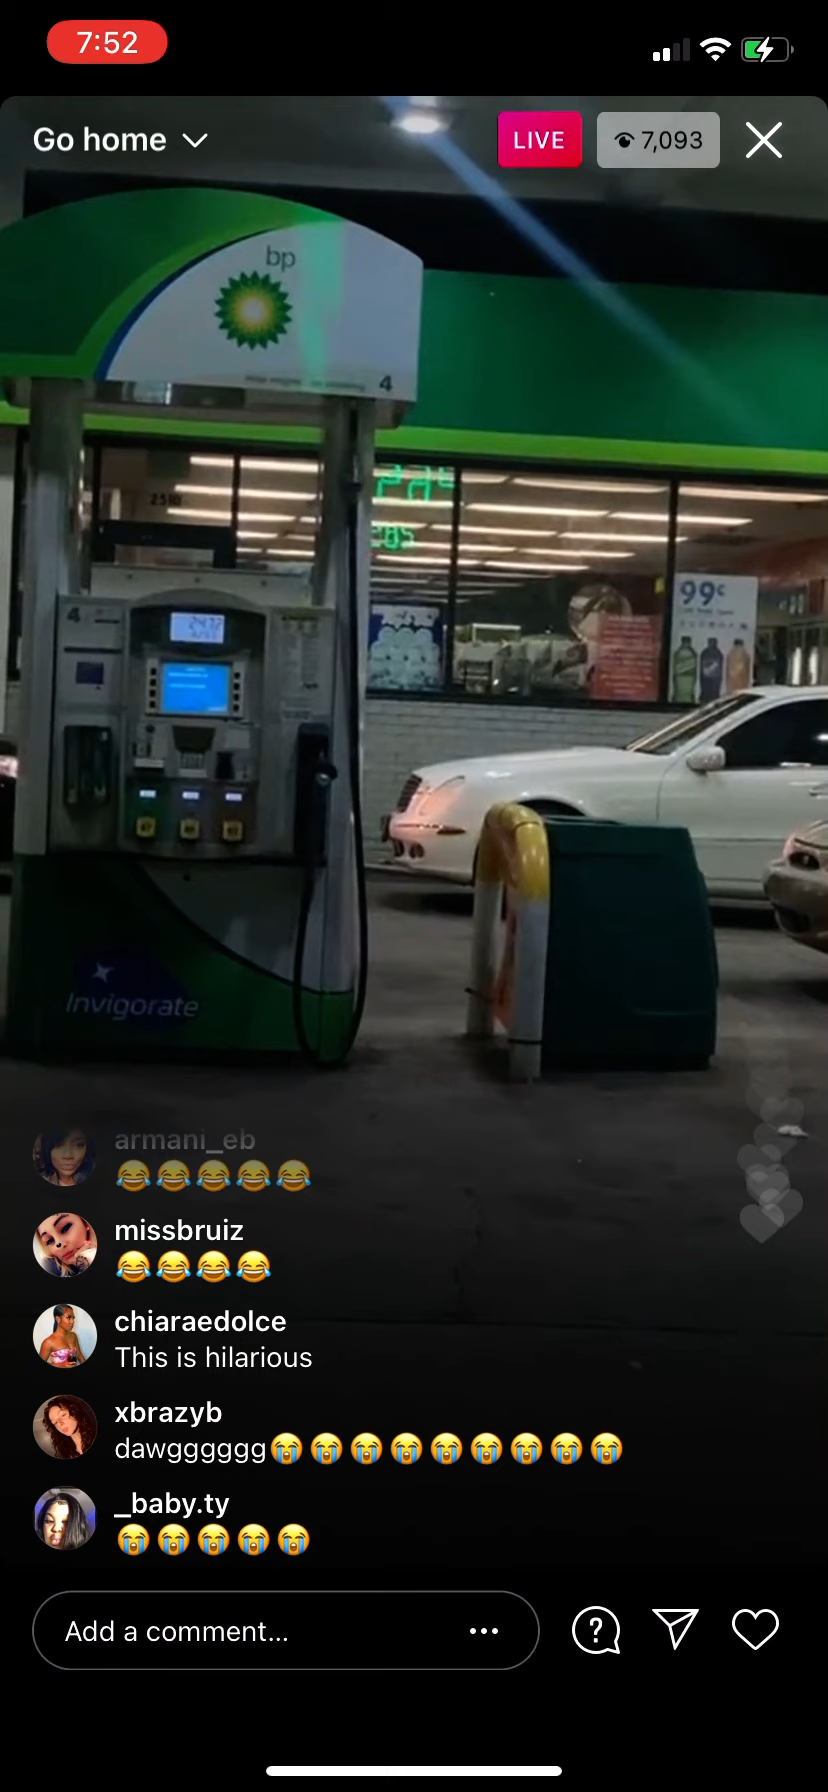 7:52
Go home
LIVE
7,093
bp
4
99¢
4
Invigorate
armani_eb
😂😂😂😂😂
missbruiz
😂😂😂😂
chiaraedolce
This is hilarious
xbrazyb
dawgggggg😭😭😭😭😭😭😭😭😭
_baby.ty
😭😭😭😭😭
Add a comment...